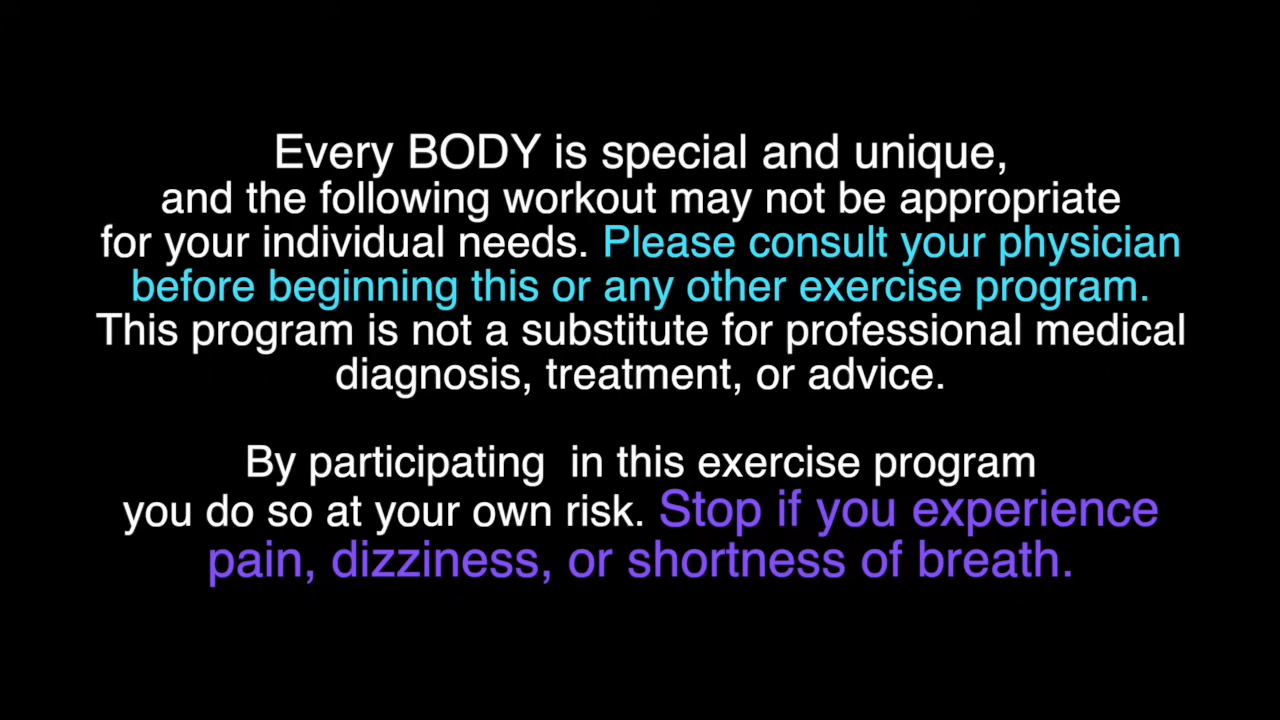 Every BODY is special and unique,
and the following workout may not be appropriate
for your individual needs. Please consult your physician
before beginning this or any other exercise program.
This program is not a substitute for professional medical
diagnosis, treatment, or advice.
By participating  in this exercise program
you do so at your own risk. Stop if you experience
pain, dizziness, or shortness of breath.